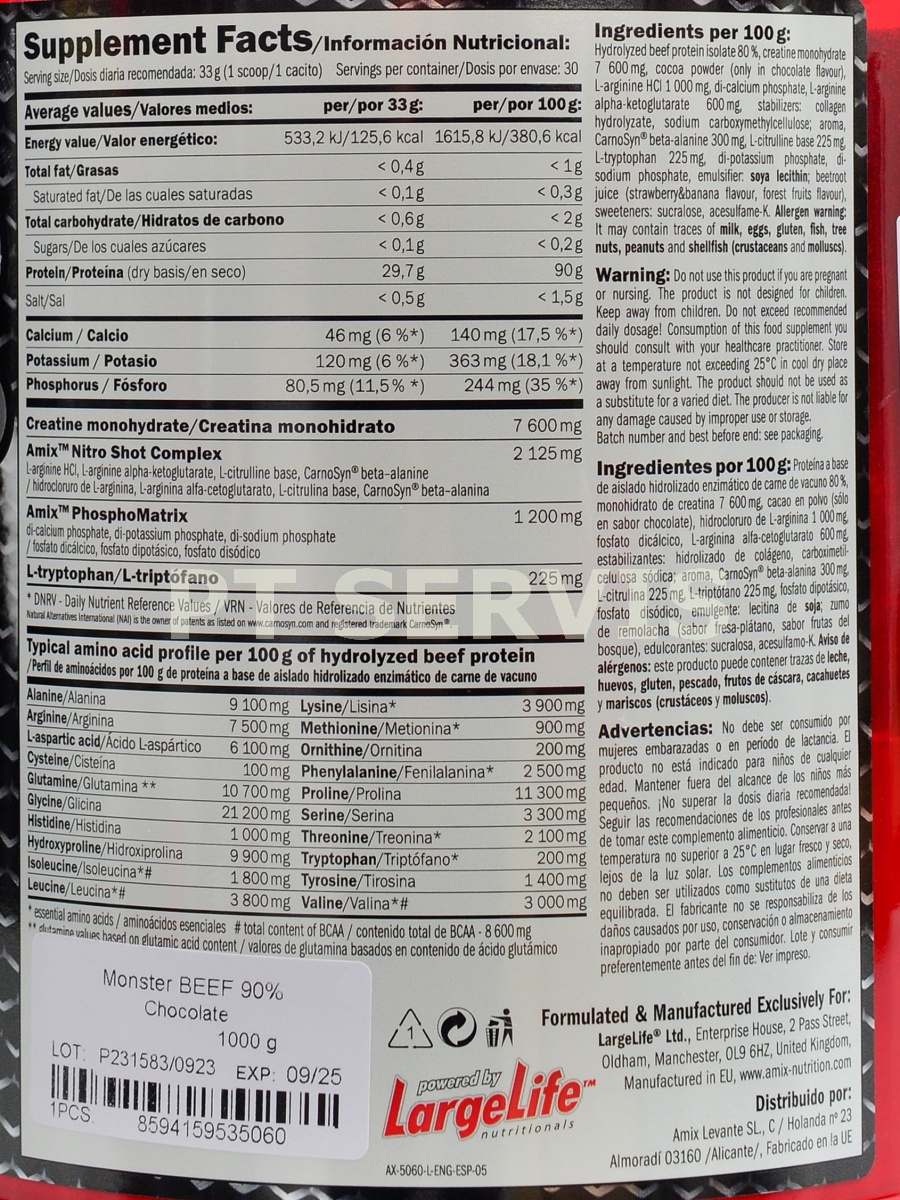 Supplement Facts/Información Nutricional:
Serving size/Dosis diaria recomendada: 33 g (1 scoop/1 cacito) Servings per container/Dosis por envase: 30
Average values/Valores medios: per/por 33 g: per/por 100 g:
Energy value/Valor energético: 533,2 kJ/125,6 kcal 1615,8 kJ/380,6 kcal
Total fat/Grasas < 0,4 g < 1 g
Saturated fat/De las cuales saturadas < 0,1 g < 0,3 g
Total carbohydrate/Hidratos de carbono < 0,6 g < 2 g
Sugars/De los cuales azúcares < 0,1 g < 0,2 g
Protein/Proteína (dry basis/en seco) 29,7 g 90 g
Salt/Sal < 0,5 g < 1,5 g
Calcium / Calcio 46 mg (6 %*) 140 mg (17,5 %*)
Potassium / Potasio 120 mg (6 %*) 363 mg (18,1 %*)
Phosphorus / Fósforo 80,5 mg (11,5 % *) 244 mg (35 %*)
Creatine monohydrate/Creatina monohidrato 7 600 mg
Amix™ Nitro Shot Complex 2 125 mg
L-arginine HCl, L-arginine alpha-ketoglutarate, L-citrulline base, CarnoSyn® beta-alanine
/ hidrocloruro de L-arginina, L-arginina alfa-cetoglutarato, L-citrulina base, CarnoSyn® beta-alanina
Amix™ PhosphoMatrix 1 200 mg
di-calcium phosphate, di-potassium phosphate, di-sodium phosphate
/ fosfato dicálcico, fosfato dipotásico, fosfato disódico
L-tryptophan/L-triptófano 225 mg
* DNRV - Daily Nutrient Reference Values / VRN - Valores de Referencia de Nutrientes
Natural Alternatives International (NAI) is the owner of patents as listed on www.carnosyn.com and registered trademark CarnoSyn®.
Typical amino acid profile per 100 g of hydrolyzed beef protein
/Perfil de aminoácidos por 100 g de proteína a base de aislado hidrolizado enzimático de carne de vacuno
Alanine/Alanina 9 100 mg Lysine/Lisina* 3 900 mg
Arginine/Arginina 7 500 mg Methionine/Metionina* 900 mg
L-aspartic acid/Ácido L-aspártico 6 100 mg Ornithine/Ornitina 200 mg
Cysteine/Cisteína 100 mg Phenylalanine/Fenilalanina* 2 500 mg
Glutamine/Glutamina ** 10 700 mg Proline/Prolina 11 300 mg
Glycine/Glicina 21 200 mg Serine/Serina 3 300 mg
Histidine/Histidina 1 000 mg Threonine/Treonina* 2 100 mg
Hydroxyproline/Hidroxiprolina 9 900 mg Tryptophan/Triptófano* 200 mg
Isoleucine/Isoleucina*# 1 800 mg Tyrosine/Tirosina 1 400 mg
Leucine/Leucina*# 3 800 mg Valine/Valina*# 3 000 mg
* essential amino acids / aminoácidos esenciales # total content of BCAA / contenido total de BCAA - 8 600 mg
** glutamine values based on glutamic acid content / valores de glutamina basados en contenido de ácido glutámico
Monster BEEF 90%
Chocolate
1000 g
LOT: P231583/0923 EXP: 09/25
1PCS
8594159535060
1
powered by
LargeLife™
nutritionals
AX-5060-L-ENG-ESP-05
Ingredients per 100 g:
Hydrolyzed beef protein isolate 80 %, creatine monohydrate
7 600 mg, cocoa powder (only in chocolate flavour),
L-arginine HCl 1 000 mg, di-calcium phosphate, L-arginine
alpha-ketoglutarate 600 mg, stabilizers: collagen
hydrolyzate, sodium carboxymethylcellulose; aroma,
CarnoSyn® beta-alanine 300 mg, L-citrulline base 225 mg,
L-tryptophan 225 mg, di-potassium phosphate, di-
sodium phosphate, emulsifier: soya lecithin; beetroot
juice (strawberry&banana flavour, forest fruits flavour),
sweeteners: sucralose, acesulfame-K. Allergen warning:
It may contain traces of milk, eggs, gluten, fish, tree
nuts, peanuts and shellfish (crustaceans and molluscs).
Warning: Do not use this product if you are pregnant
or nursing. The product is not designed for children.
Keep away from children. Do not exceed recommended
daily dosage! Consumption of this food supplement you
should consult with your healthcare practitioner. Store
at a temperature not exceeding 25°C in cool dry place
away from sunlight. The product should not be used as
a substitute for a varied diet. The producer is not liable for
any damage caused by improper use or storage.
Batch number and best before end: see packaging.
Ingredientes por 100 g: Proteína a base
de aislado hidrolizado enzimático de carne de vacuno 80 %,
monohidrato de creatina 7 600 mg, cacao en polvo (sólo
en sabor chocolate), hidrocloruro de L-arginina 1 000 mg,
fosfato dicálcico, L-arginina alfa-cetoglutarato 600 mg,
estabilizantes: hidrolizado de colágeno, carboximetil-
celulosa sódica; aroma, CarnoSyn® beta-alanina 300 mg,
L-citrulina 225 mg, L-triptófano 225 mg, fosfato dipotásico,
fosfato disódico, emulgente: lecitina de soja; zumo
de remolacha (sabor fresa-plátano, sabor frutas del
bosque), edulcorantes: sucralosa, acesulfamo-K. Aviso de
alérgenos: este producto puede contener trazas de leche,
huevos, gluten, pescado, frutos de cáscara, cacahuetes
y mariscos (crustáceos y moluscos).
Advertencias: No debe ser consumido por
mujeres embarazadas o en período de lactancia. El
producto no está indicado para niños de cualquier
edad. Mantener fuera del alcance de los niños más
pequeños. ¡No superar la dosis diaria recomendada!
Seguir las recomendaciones de los profesionales antes
de tomar este complemento alimenticio. Conservar a una
temperatura no superior a 25°C en lugar fresco y seco,
lejos de la luz solar. Los complementos alimenticios
no deben ser utilizados como sustitutos de una dieta
equilibrada. El fabricante no se responsabiliza de los
daños causados por uso, conservación o almacenamiento
inapropiado por parte del consumidor. Lote y consumir
preferentemente antes del fin de: Ver impreso.
Formulated & Manufactured Exclusively For:
LargeLife® Ltd., Enterprise House, 2 Pass Street,
Oldham, Manchester, OL9 6HZ, United Kingdom,
Manufactured in EU, www.amix-nutrition.com
Distribuido por:
Amix Levante SL., C / Holanda nº 23
Almoradí 03160 /Alicante/, Fabricado en la UE
PT SERVIS